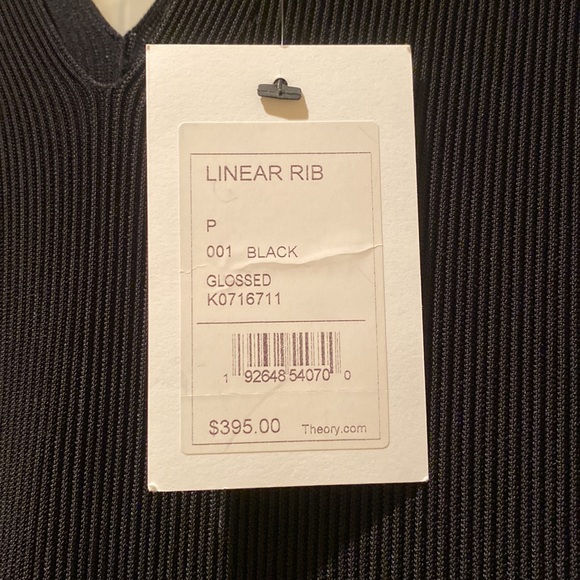 LINEAR RIB
P
001 BLACK
GLOSSED
K0716711
1 92648 54070 0
$395.00 Theory.com